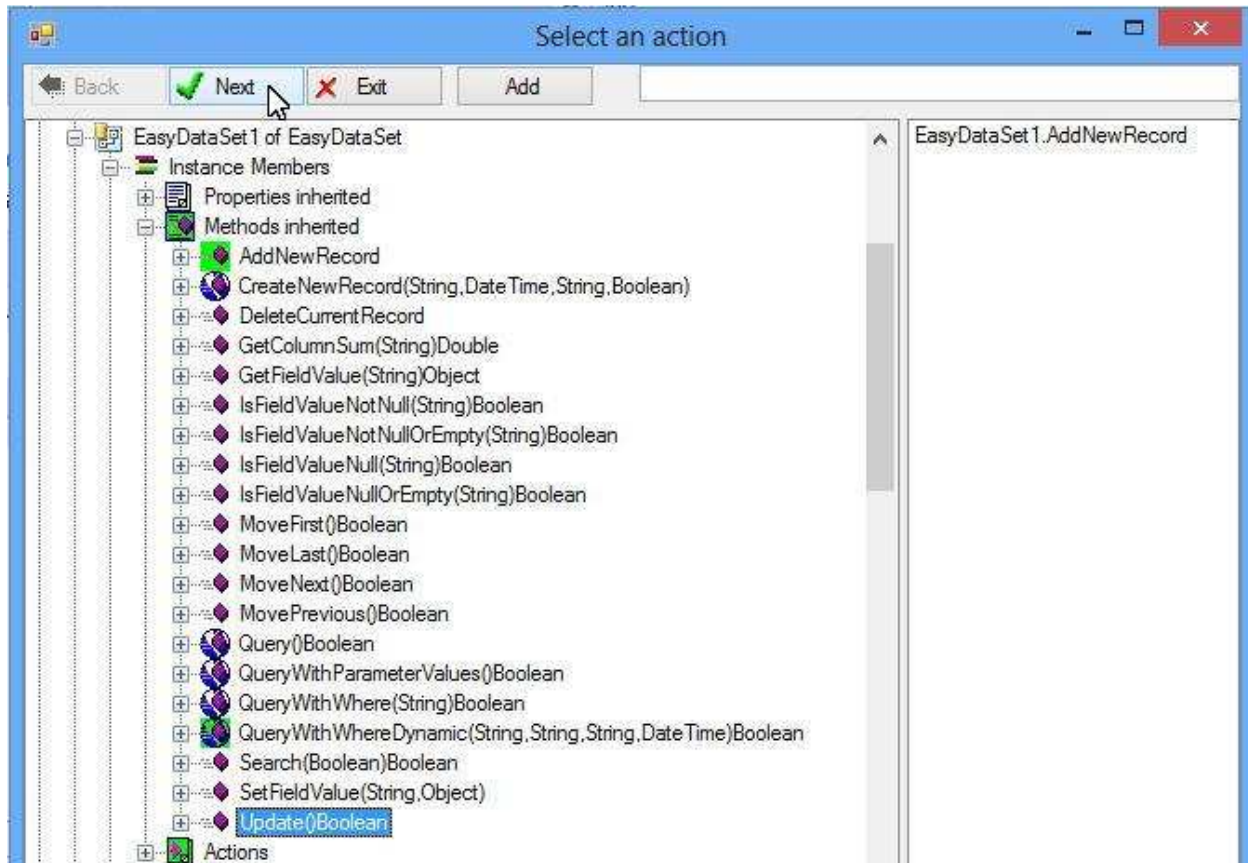 Select an action
Back Next Exit Add
EasyDataSet1 of EasyDataSet
EasyDataSet1.AddNewRecord
Instance Members
Properties inherited
Methods inherited
AddNewRecord
CreateNewRecord(String,DateTime,String,Boolean)
DeleteCurrentRecord
GetColumnSum(String)Double
GetFieldValue(String)Object
IsFieldValueNotNull(String)Boolean
IsFieldValueNotNullOrEmpty(String)Boolean
IsFieldValueNull(String)Boolean
IsFieldValueNullOrEmpty(String)Boolean
MoveFirst()Boolean
MoveLast()Boolean
MoveNext()Boolean
MovePrevious()Boolean
Query()Boolean
QueryWithParameterValues()Boolean
QueryWithWhere(String)Boolean
QueryWithWhereDynamic(String,String,String,DateTime)Boolean
Search(Boolean)Boolean
SetFieldValue(String,Object)
Update()Boolean
Actions